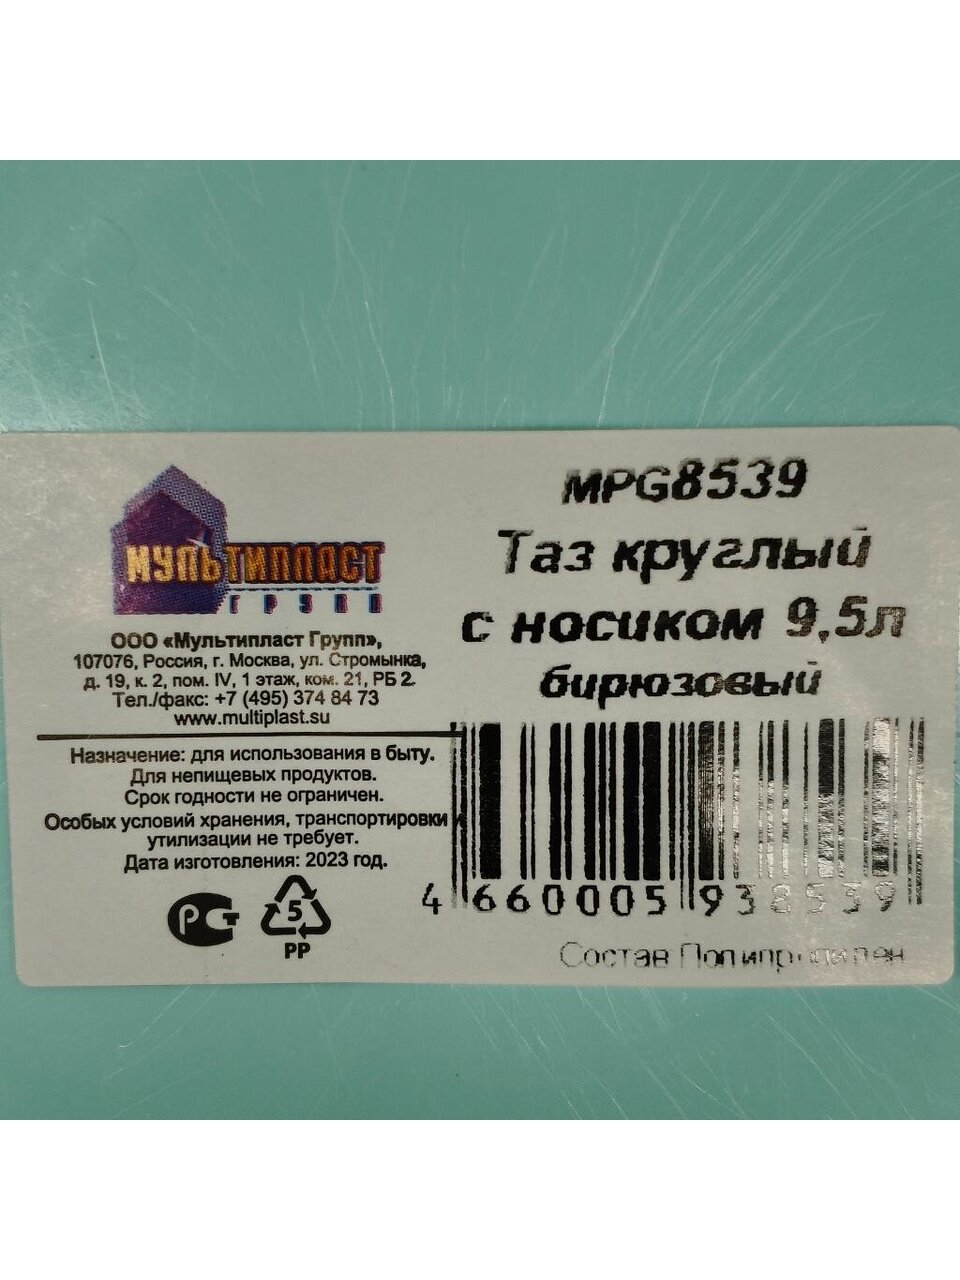 МУЛЬТИПЛАСТ
ГРУПП
ООО «Мультипласт Групп»,
107076, Россия, г. Москва, ул. Стромынка,
д. 19, к. 2, пом. IV, 1 этаж, ком. 21, РБ 2.
Тел./факс: +7 (495) 374 84 73
www.multiplast.su
Назначение: для использования в быту.
Для непищевых продуктов.
Срок годности не ограничен.
Особых условий хранения, транспортировки и
утилизации не требует.
Дата изготовления: 2023 год.
РСТ
5
PP
MPG8539
Таз круглый
с носиком 9,5л
бирюзовый
4 660005 938539
Состав Полипропилен